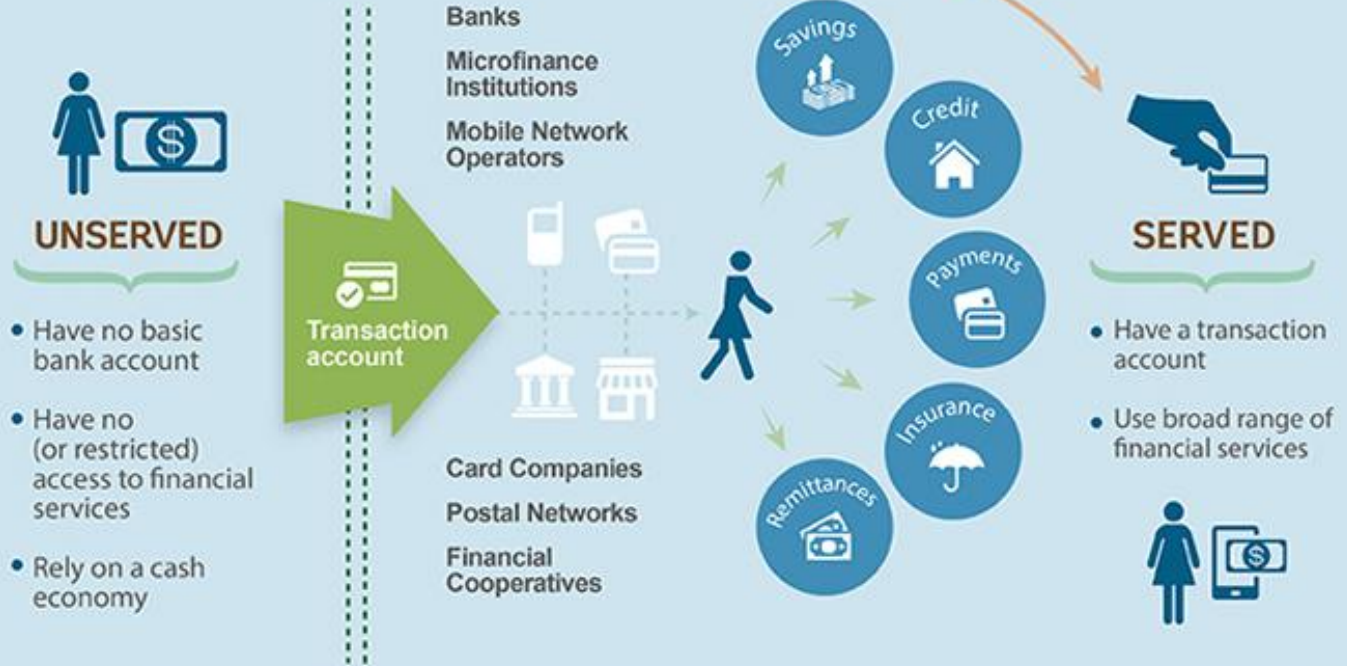 UNSERVED
• Have no basic
bank account
• Have no
(or restricted)
access to financial
services
• Rely on a cash
economy
Transaction
account
Banks
Microfinance
Institutions
Mobile Network
Operators
Card Companies
Postal Networks
Financial
Cooperatives
Savings
Credit
Payments
Insurance
Remittances
SERVED
• Have a transaction
account
• Use broad range of
financial services